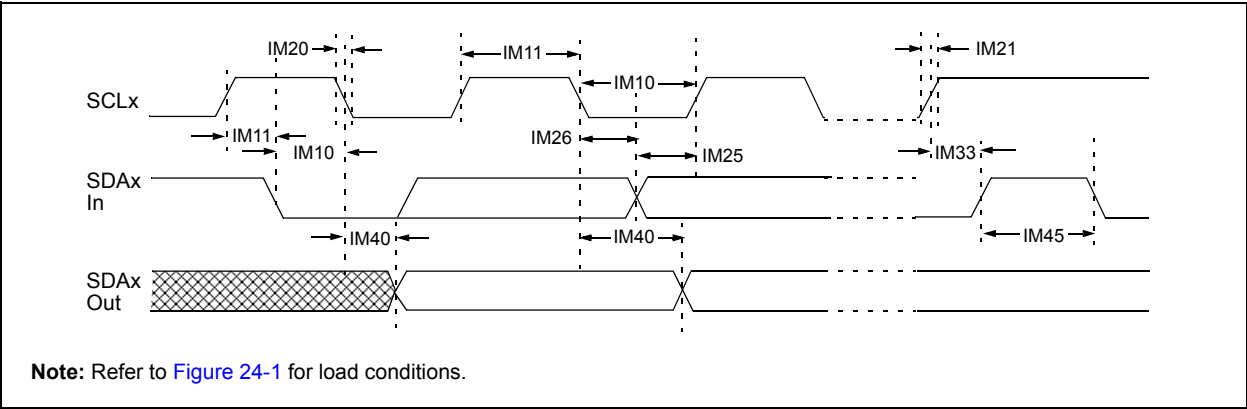 IM20
IM11
IM21
IM10
SCLx
IM11
IM10
IM26
IM25
IM33
SDAx
In
IM40
IM40
IM45
SDAx
Out
Note: Refer to Figure 24-1 for load conditions.